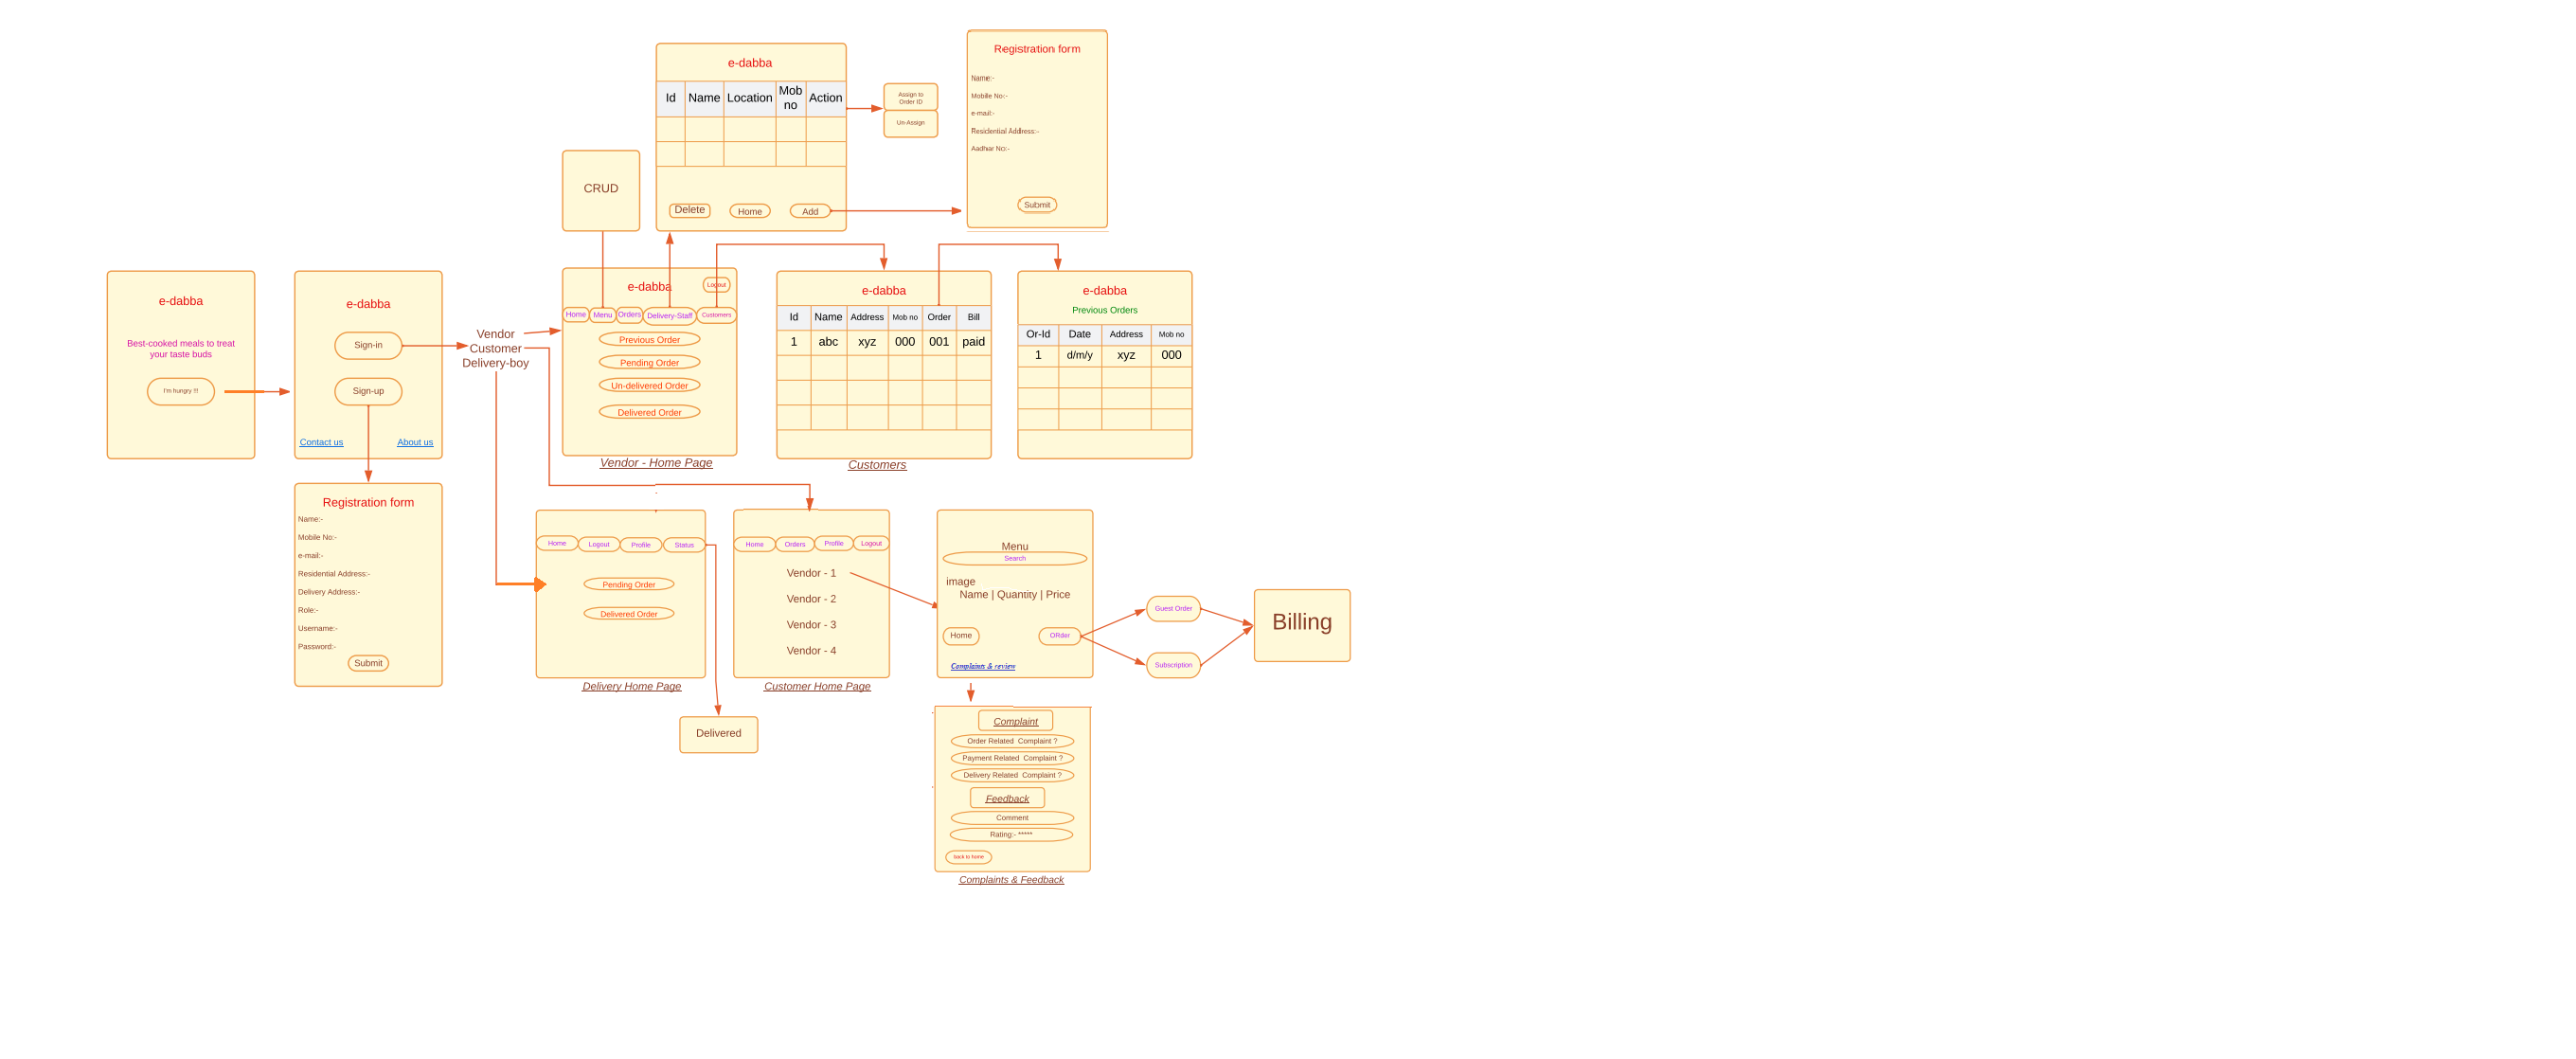 e-dabba
Id Name Location Mob no Action
Delete Home Add
Assign to
Order ID
Un-Assign
Registration form
Name:-
Mobile No:-
e-mail:-
Residential Address:-
Aadhar No:-
Submit
CRUD
e-dabba
Best-cooked meals to treat
your taste buds
I'm hungry !!!
e-dabba
Sign-in
Sign-up
Contact us About us
Vendor
Customer
Delivery-boy
e-dabba
Logout
Home Menu Orders Delivery-Staff Customers
Previous Order
Pending Order
Un-delivered Order
Delivered Order
Vendor - Home Page
e-dabba
Id Name Address Mob no Order Bill
1 abc xyz 000 001 paid
Customers
e-dabba
Previous Orders
Or-Id Date Address Mob no
1 d/m/y xyz 000
Registration form
Name:-
Mobile No:-
e-mail:-
Residential Address:-
Delivery Address:-
Role:-
Username:-
Password:-
Submit
Home Logout Profile Status
Pending Order
Delivered Order
Delivery Home Page
Delivered
Home Orders Profile Logout
Vendor - 1
Vendor - 2
Vendor - 3
Vendor - 4
Customer Home Page
Menu
Search
image
Name | Quantity | Price
Home ORder
Complaints & review
Guest Order
Subscription
Billing
Complaint
Order Related Complaint ?
Payment Related Complaint ?
Delivery Related Complaint ?
Feedback
Comment
Rating:- *****
back to home
Complaints & Feedback